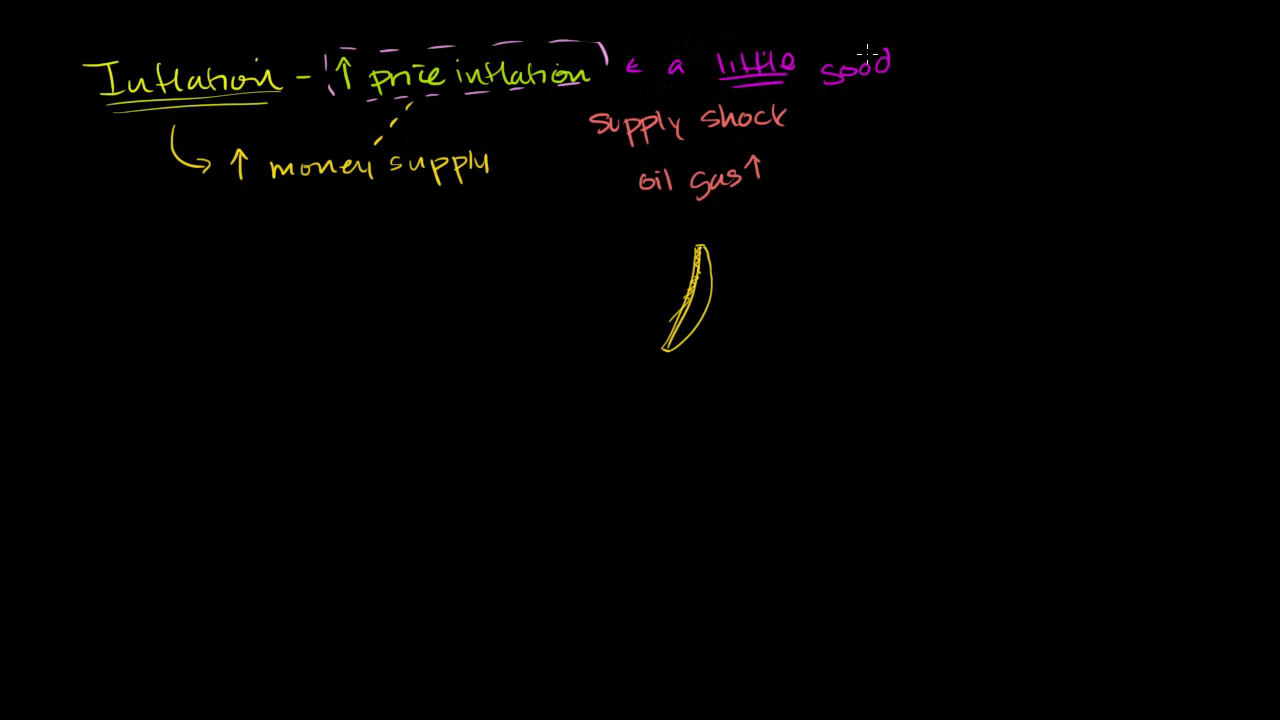 Inflation - ↑ price inflation ← a little good
supply shock
↑ money supply
oil gas ↑